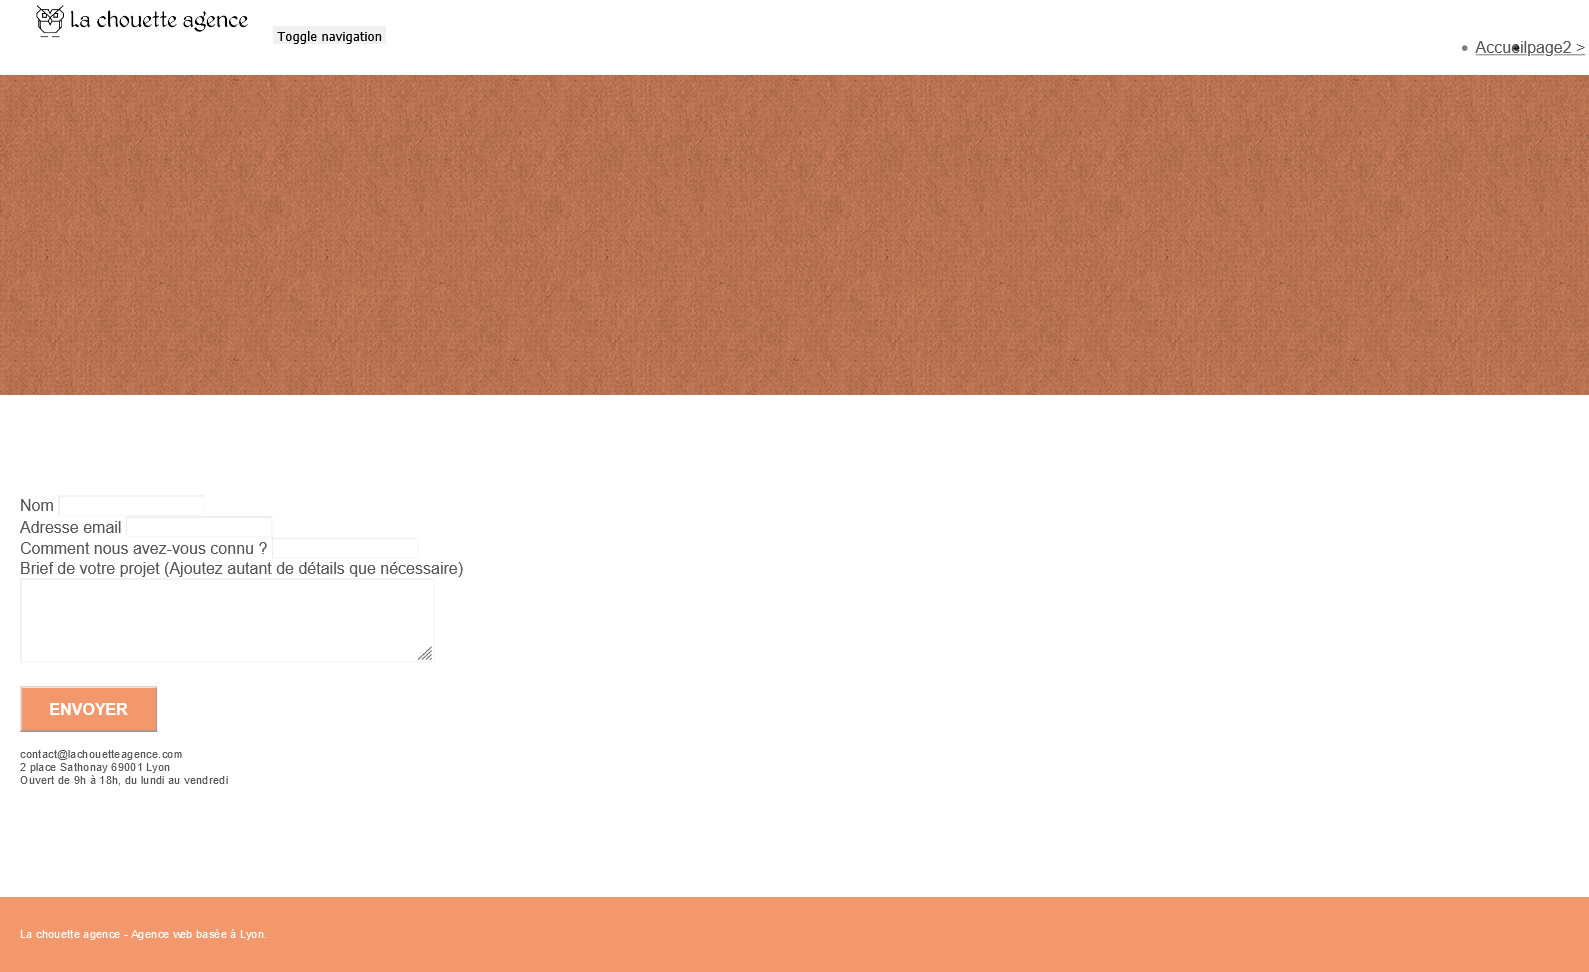 La chouette agence
Toggle navigation
Accueilpage2 >
Nom
Adresse email
Comment nous avez-vous connu ?
Brief de votre projet (Ajoutez autant de détails que nécessaire)
ENVOYER
contact@lachouetteagence.com
2 place Sathonay 69001 Lyon
Ouvert de 9h à 18h, du lundi au vendredi
La chouette agence - Agence web basée à Lyon.